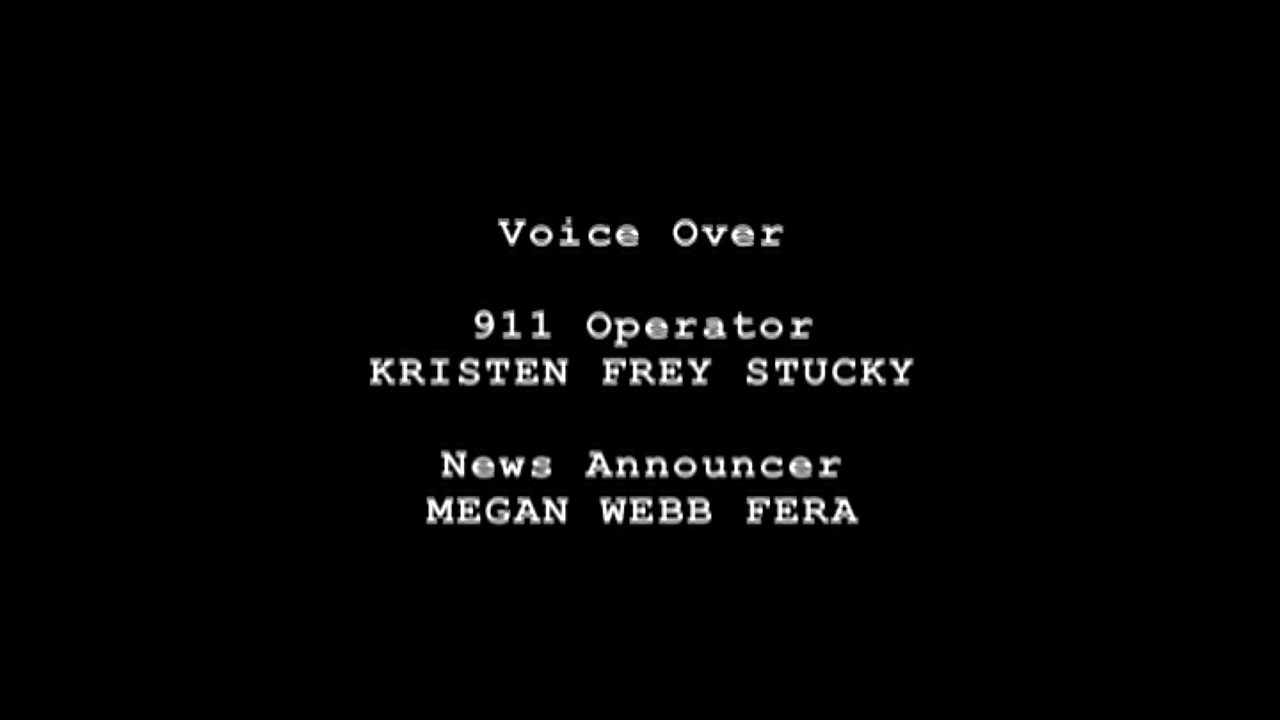 Voice Over
911 Operator
KRISTEN FREY STUCKY
News Announcer
MEGAN WEBB FERA